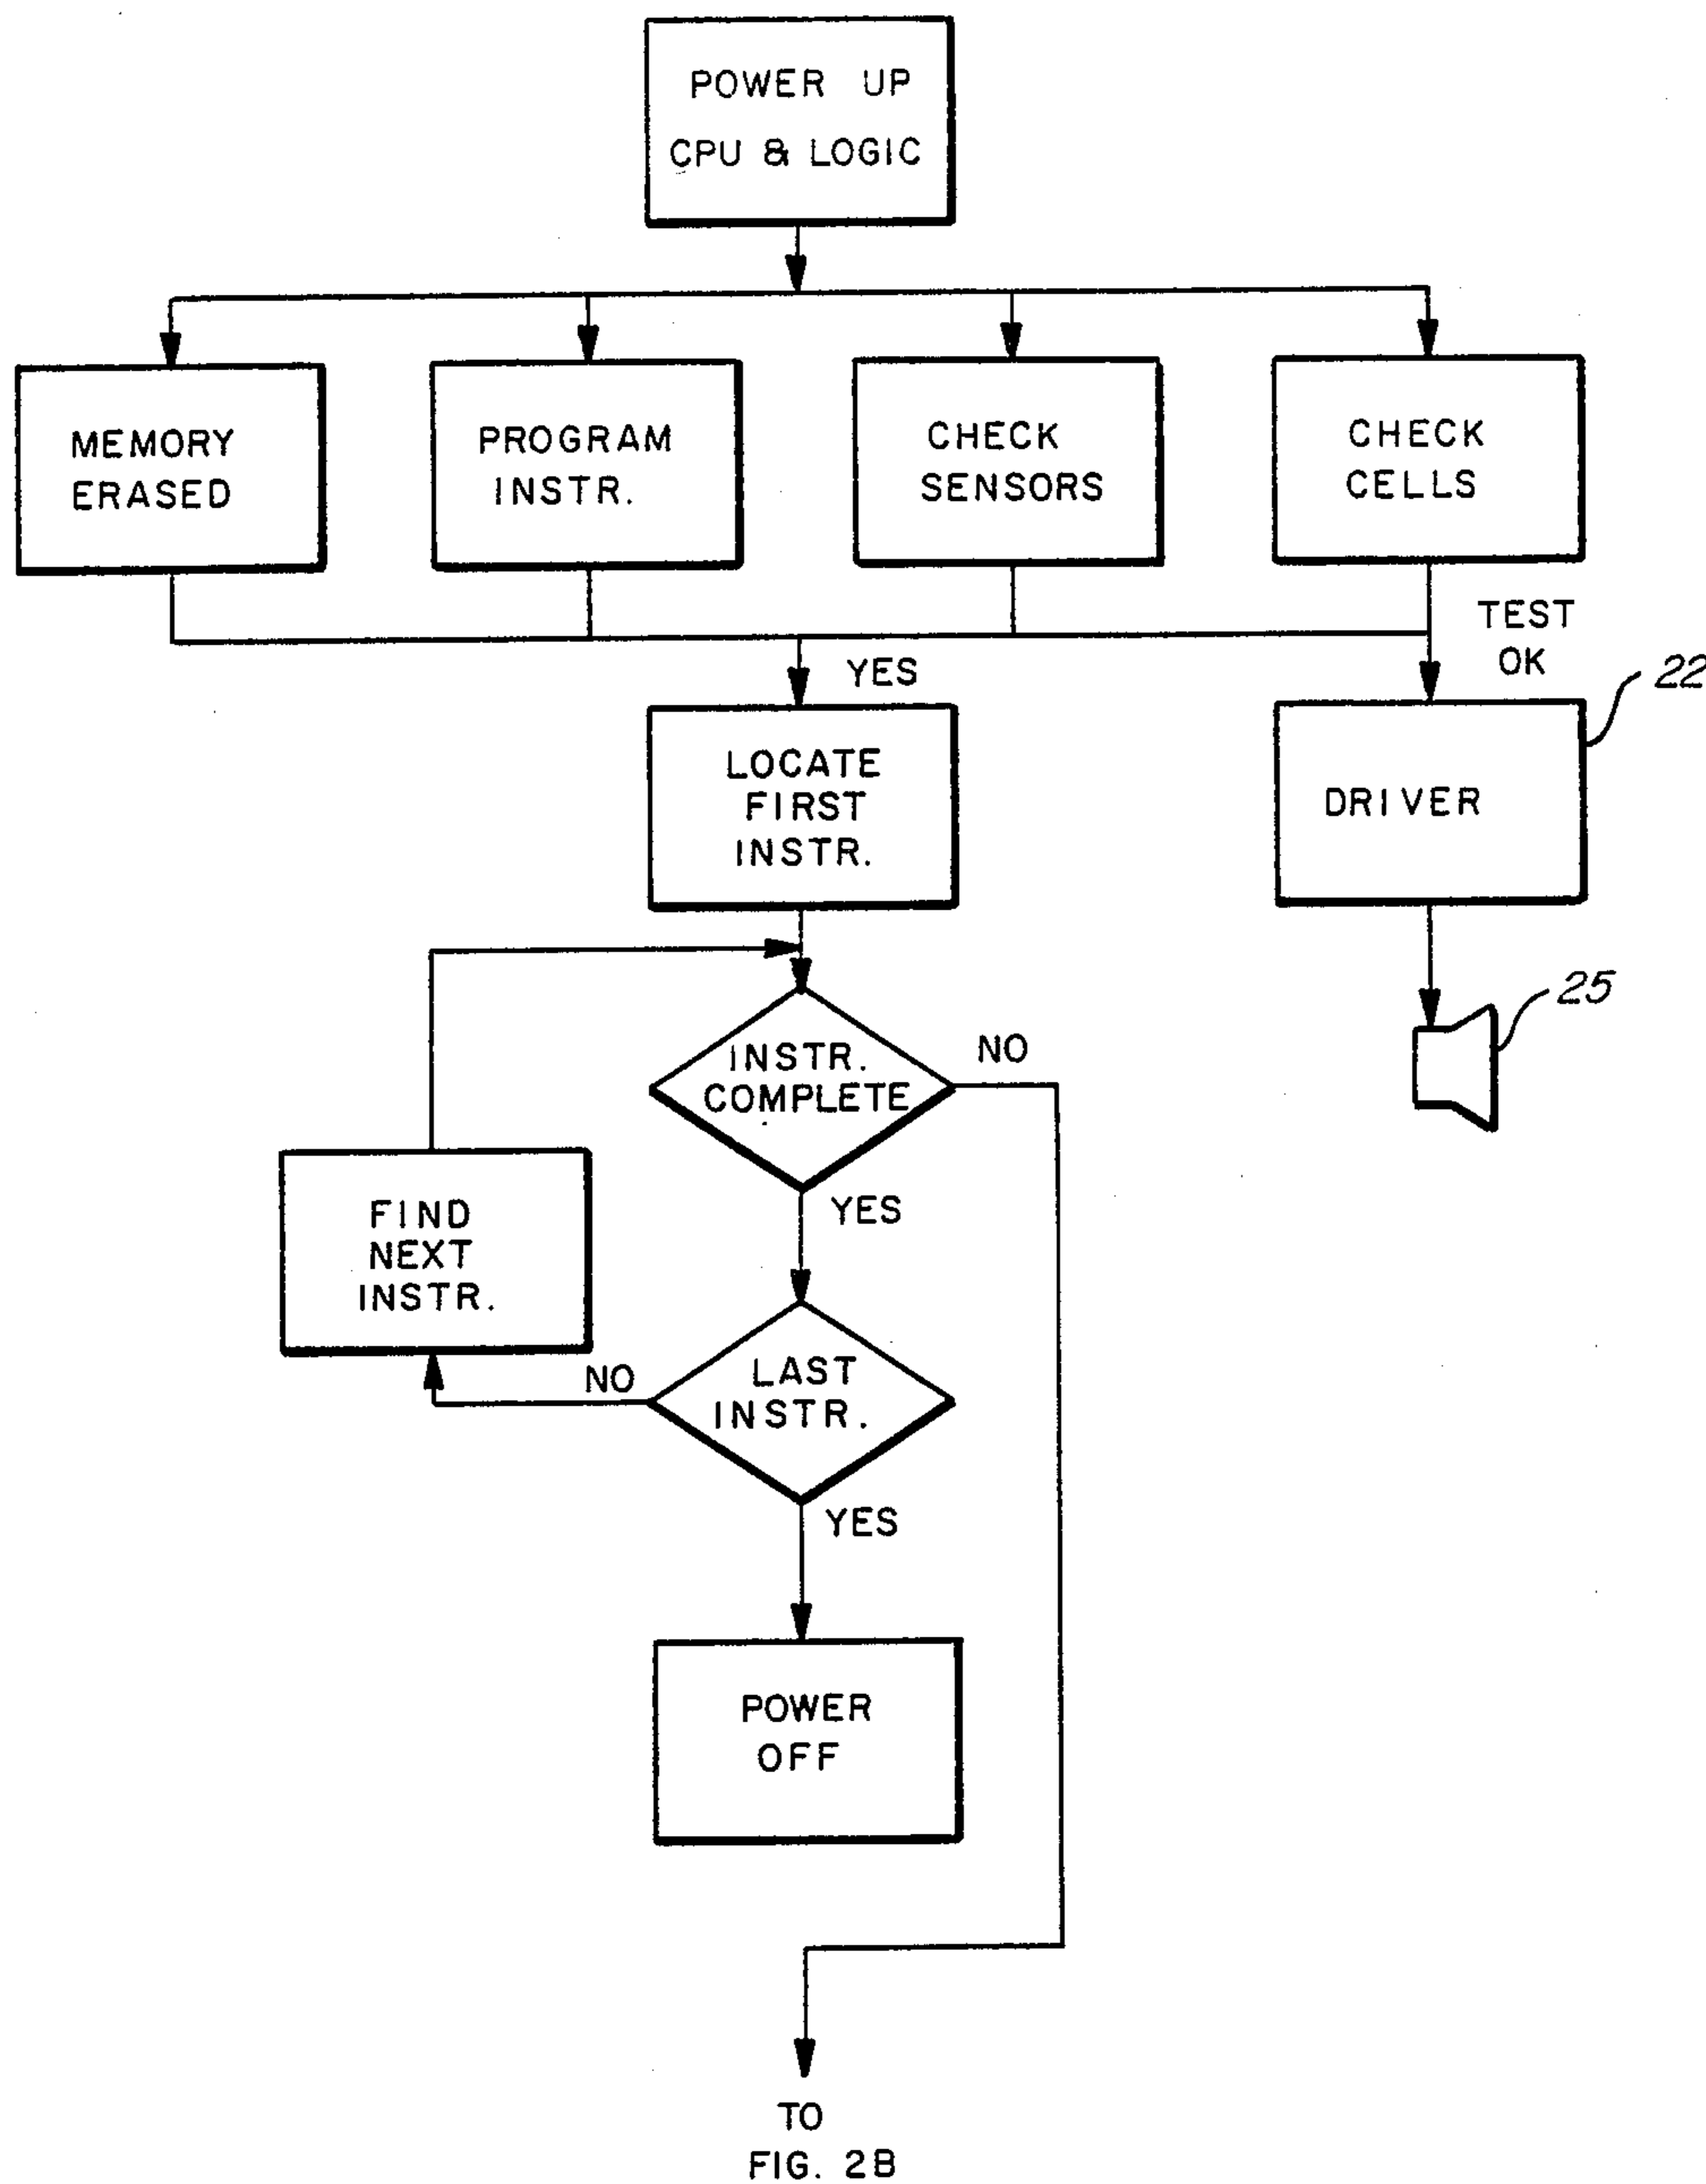 POWER UP
CPU & LOGIC
MEMORY
ERASED
PROGRAM
INSTR.
CHECK
SENSORS
CHECK
CELLS
TEST
OK
YES
22
LOCATE
FIRST
INSTR.
DRIVER
25
INSTR.
COMPLETE
NO
YES
FIND
NEXT
INSTR.
NO
LAST
INSTR.
YES
POWER
OFF
TO
FIG. 2B